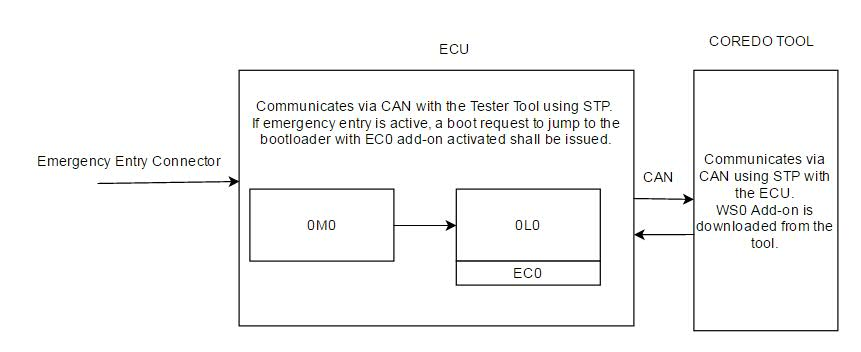 ECU
COREDO TOOL
Communicates via CAN with the Tester Tool using STP.
If emergency entry is active, a boot request to jump to the
bootloader with EC0 add-on activated shall be issued.
Emergency Entry Connector
0M0
0L0
EC0
CAN
Communicates via
CAN using STP with
the ECU.
WS0 Add-on is
downloaded from the
tool.